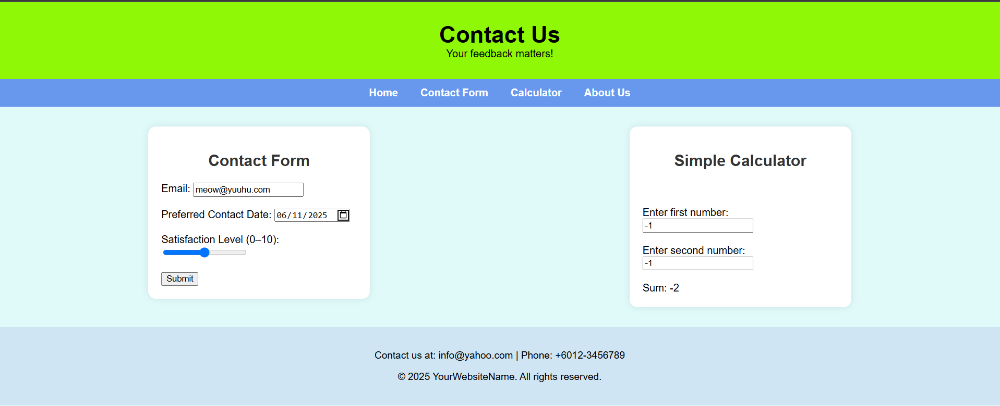 Contact Us
Your feedback matters!
Home Contact Form Calculator About Us
Contact Form
Email: meow@yuuhu.com
Preferred Contact Date: 06/11/2025
Satisfaction Level (0–10):
Submit
Simple Calculator
Enter first number:
-1
Enter second number:
-1
Sum: -2
Contact us at: info@yahoo.com | Phone: +6012-3456789
© 2025 YourWebsiteName. All rights reserved.